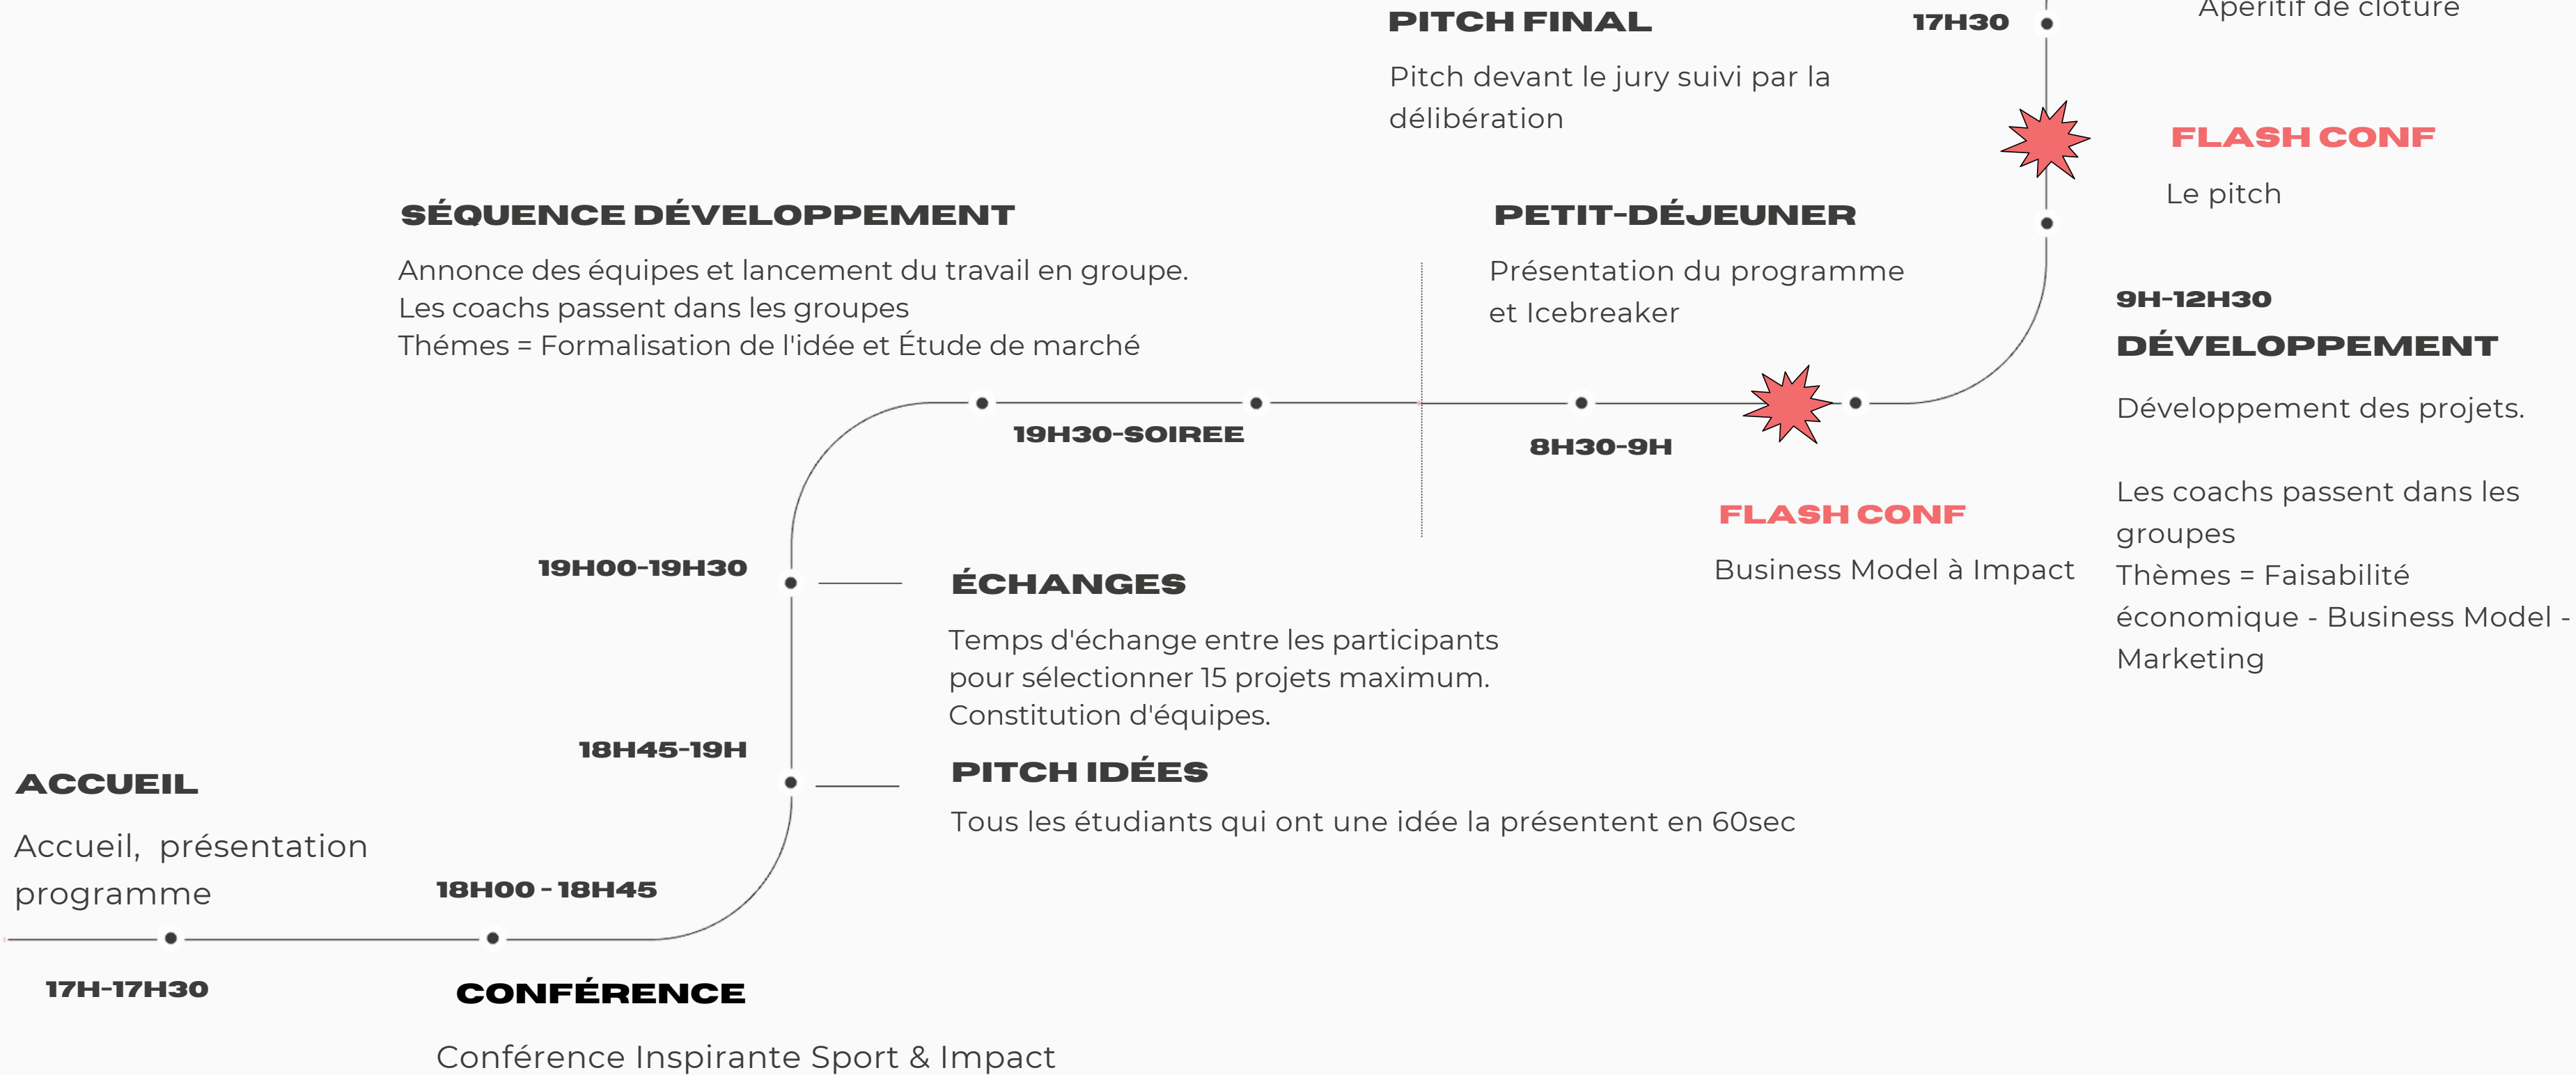 ACCUEIL
Accueil, présentation
programme
17H-17H30
18H00 - 18H45
CONFÉRENCE
Conférence Inspirante Sport & Impact
18H45-19H
PITCH IDÉES
Tous les étudiants qui ont une idée la présentent en 60sec
19H00-19H30
ÉCHANGES
Temps d'échange entre les participants
pour sélectionner 15 projets maximum.
Constitution d'équipes.
SÉQUENCE DÉVELOPPEMENT
Annonce des équipes et lancement du travail en groupe.
Les coachs passent dans les groupes
Thémes = Formalisation de l'idée et Étude de marché
19H30-SOIREE
PETIT-DÉJEUNER
Présentation du programme
et Icebreaker
8H30-9H
FLASH CONF
Business Model à Impact
9H-12H30
DÉVELOPPEMENT
Développement des projets.
Les coachs passent dans les
groupes
Thèmes = Faisabilité
économique - Business Model -
Marketing
FLASH CONF
Le pitch
PITCH FINAL
Pitch devant le jury suivi par la
délibération
17H30
Apéritif de clôture